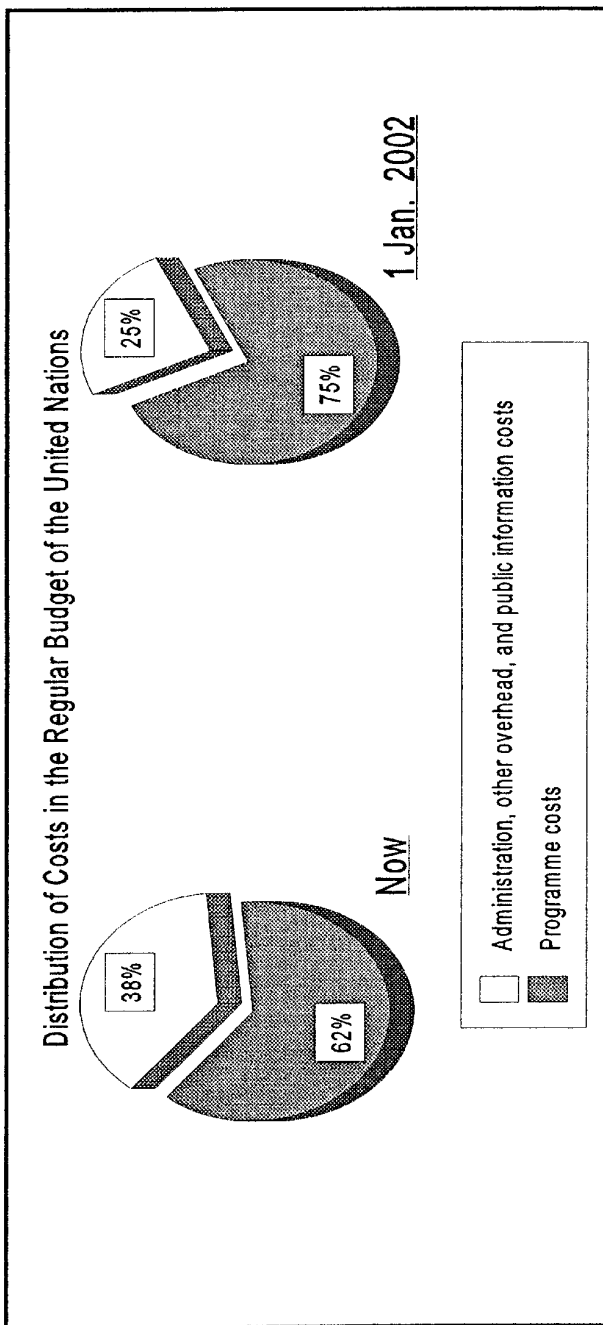 Distribution of Costs in the Regular Budget of the United Nations
38%
62%
Now
25%
75%
1 Jan. 2002
Administration, other overhead, and public information costs
Programme costs